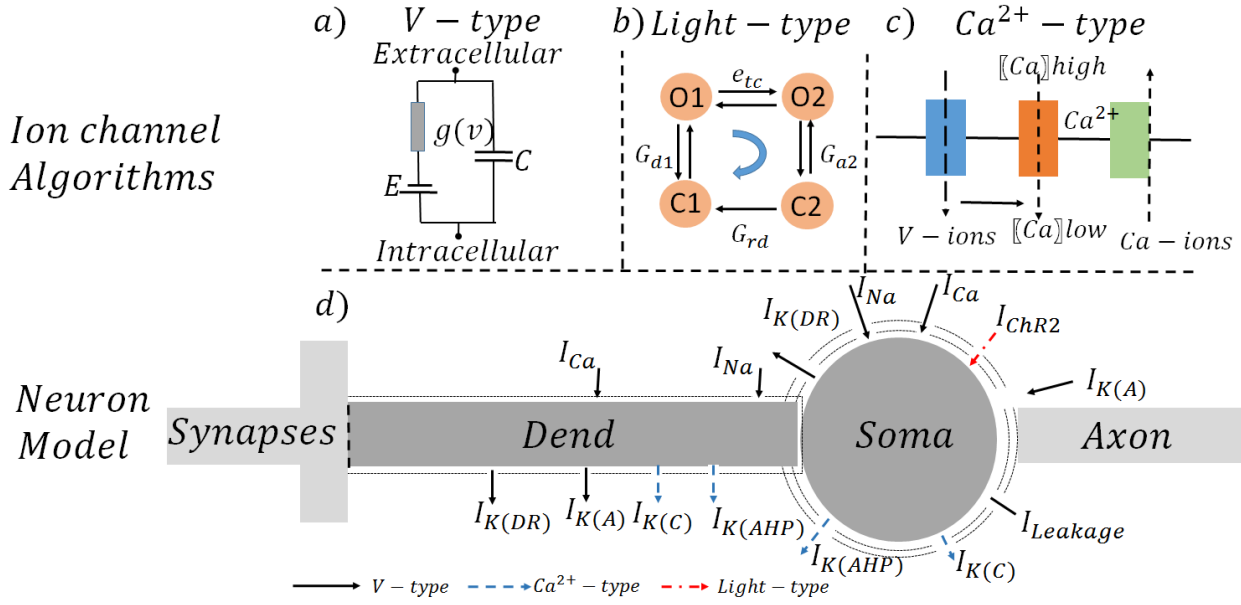 Ion channel
Algorithms
a) V − type
Extracellular
g(v)
C
E
Intracellular
b) Light − type
O1
e_tc
O2
G_d1
G_a2
C1
C2
G_rd
c) Ca²⁺ − type
⟦Ca⟧high
Ca²⁺
V − ions
⟦Ca⟧low
Ca − ions
Neuron
Model
d)
I_Na
I_Ca
I_K(DR)
I_ChR2
I_Ca
I_Na
I_K(A)
Synapses
Dend
Soma
Axon
I_K(DR)
I_K(A)
I_K(C)
I_K(AHP)
I_K(AHP)
I_K(C)
I_Leakage
V − type
Ca²⁺ − type
Light − type